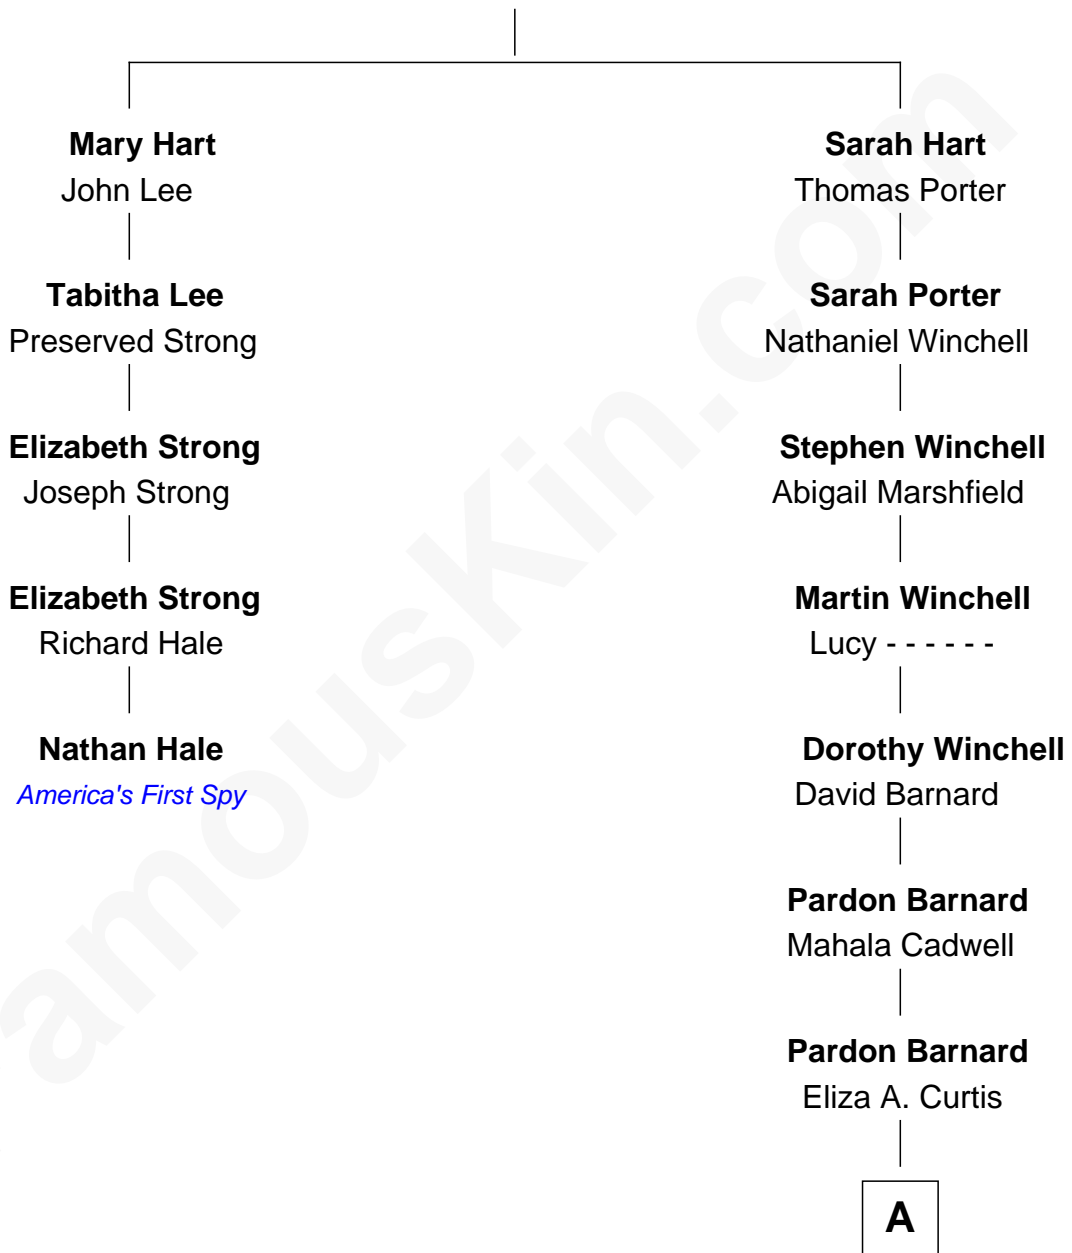 Mary Hart
John Lee
Tabitha Lee
Preserved Strong
Elizabeth Strong
Joseph Strong
Elizabeth Strong
Richard Hale
Nathan Hale
America's First Spy
Sarah Hart
Thomas Porter
Sarah Porter
Nathaniel Winchell
Stephen Winchell
Abigail Marshfield
Martin Winchell
Lucy - - - - - -
Dorothy Winchell
David Barnard
Pardon Barnard
Mahala Cadwell
Pardon Barnard
Eliza A. Curtis
A
amousKin.com